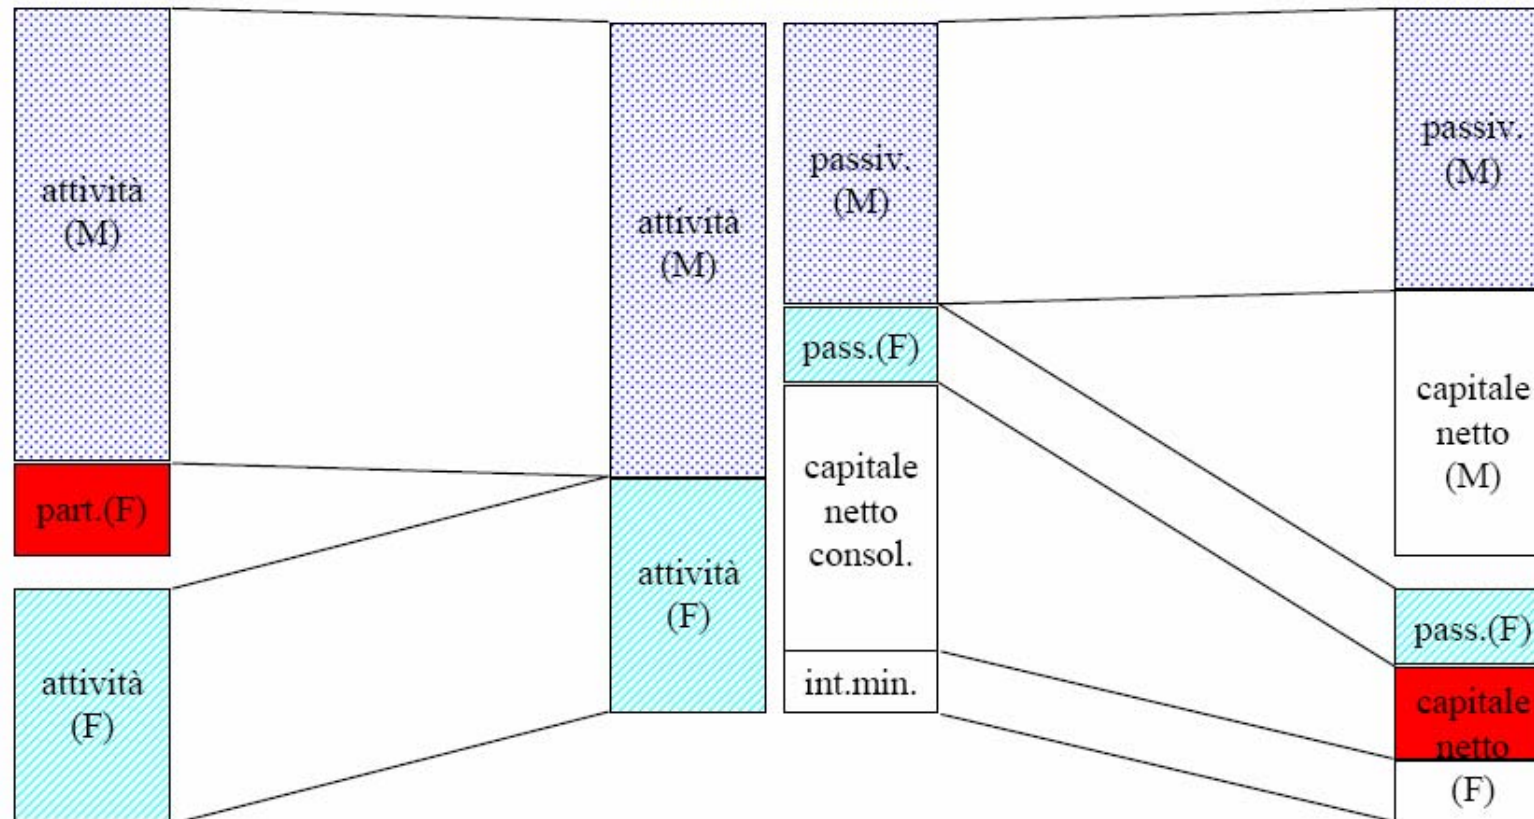 attività
(M)
part.(F)
attività
(F)
attività
(M)
attività
(F)
passiv.
(M)
pass.(F)
capitale
netto
consol.
int.min.
passiv.
(M)
capitale
netto
(M)
pass.(F)
capitale
netto
(F)